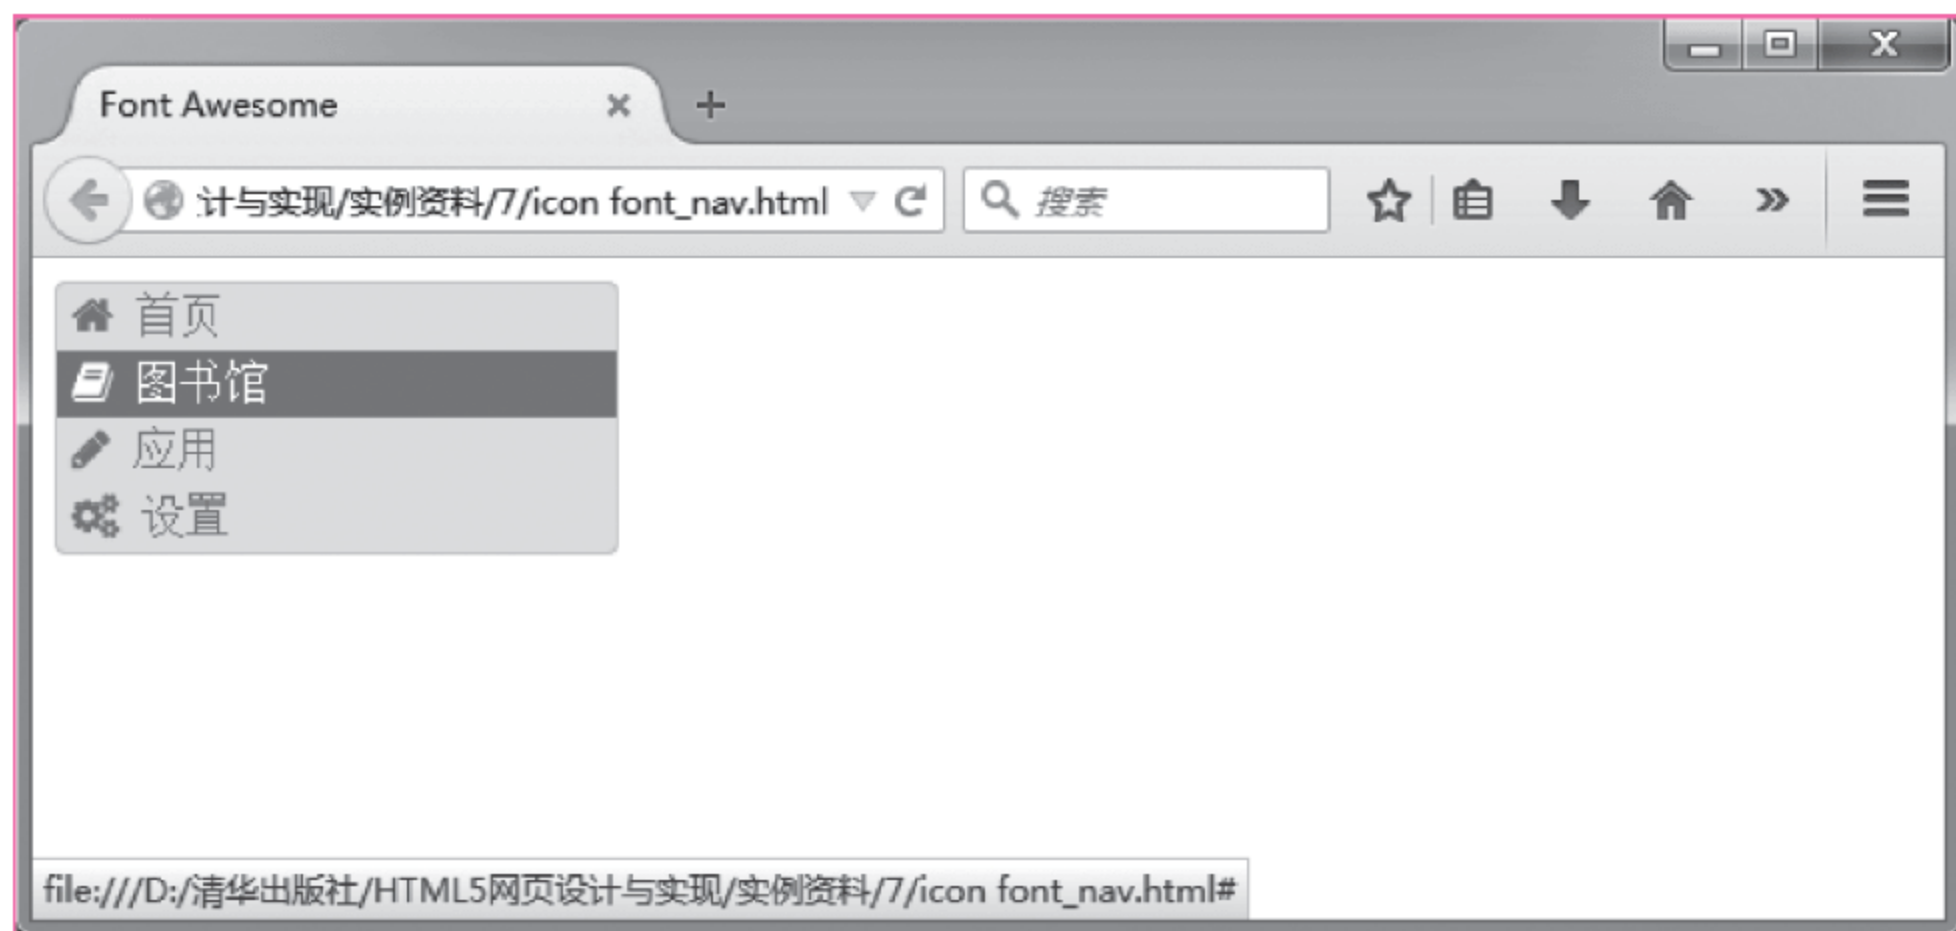 Font Awesome
计与实现/实例资料/7/icon font_nav.html 搜索
首页
图书馆
应用
设置
file:///D:/清华出版社/HTML5网页设计与实现/实例资料/7/icon font_nav.html#